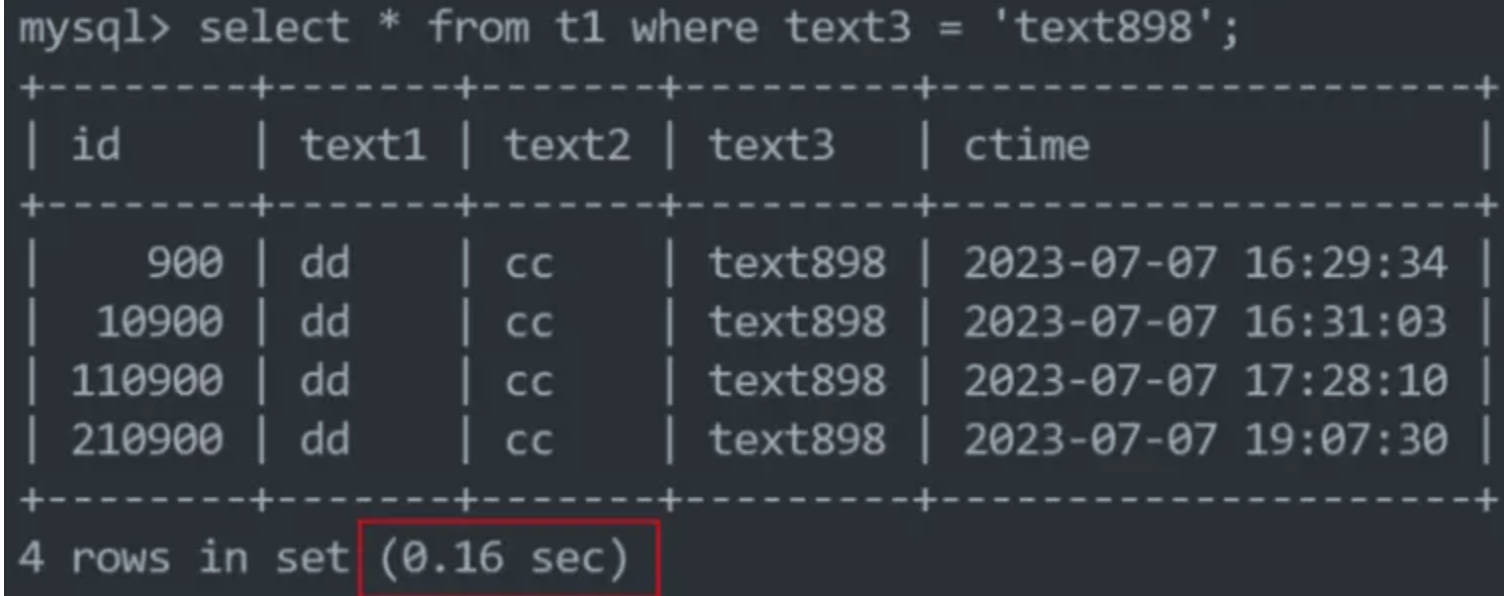 mysql> select * from t1 where text3 = 'text898';
+--------+-------+-------+---------+---------------------+
| id     | text1 | text2 | text3   | ctime               |
+--------+-------+-------+---------+---------------------+
|    900 | dd    | cc    | text898 | 2023-07-07 16:29:34 |
|  10900 | dd    | cc    | text898 | 2023-07-07 16:31:03 |
| 110900 | dd    | cc    | text898 | 2023-07-07 17:28:10 |
| 210900 | dd    | cc    | text898 | 2023-07-07 19:07:30 |
+--------+-------+-------+---------+---------------------+
4 rows in set (0.16 sec)